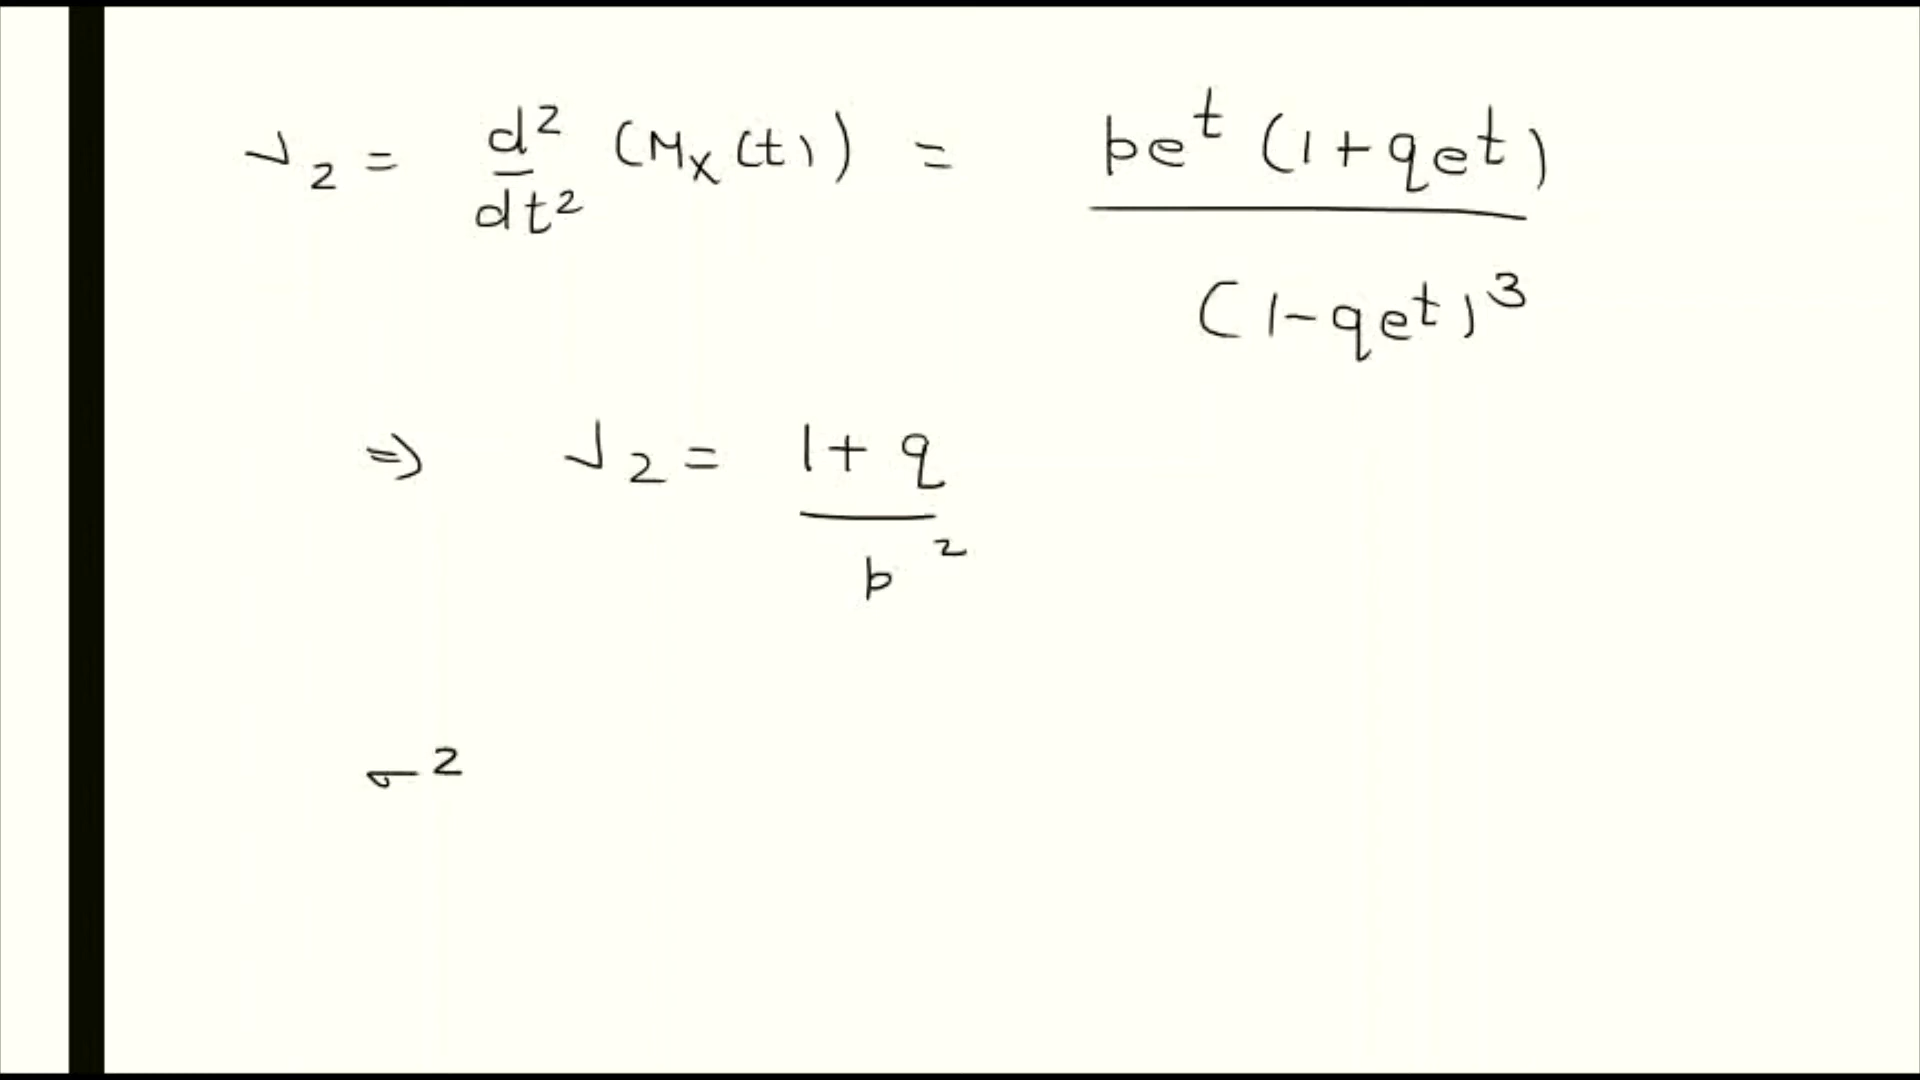 ν₂ = d²/dt² (Mₓ(t)) = pe^t (1+qe^t) / (1-qe^t)³
⇒ ν₂ = 1+q / p²
σ²